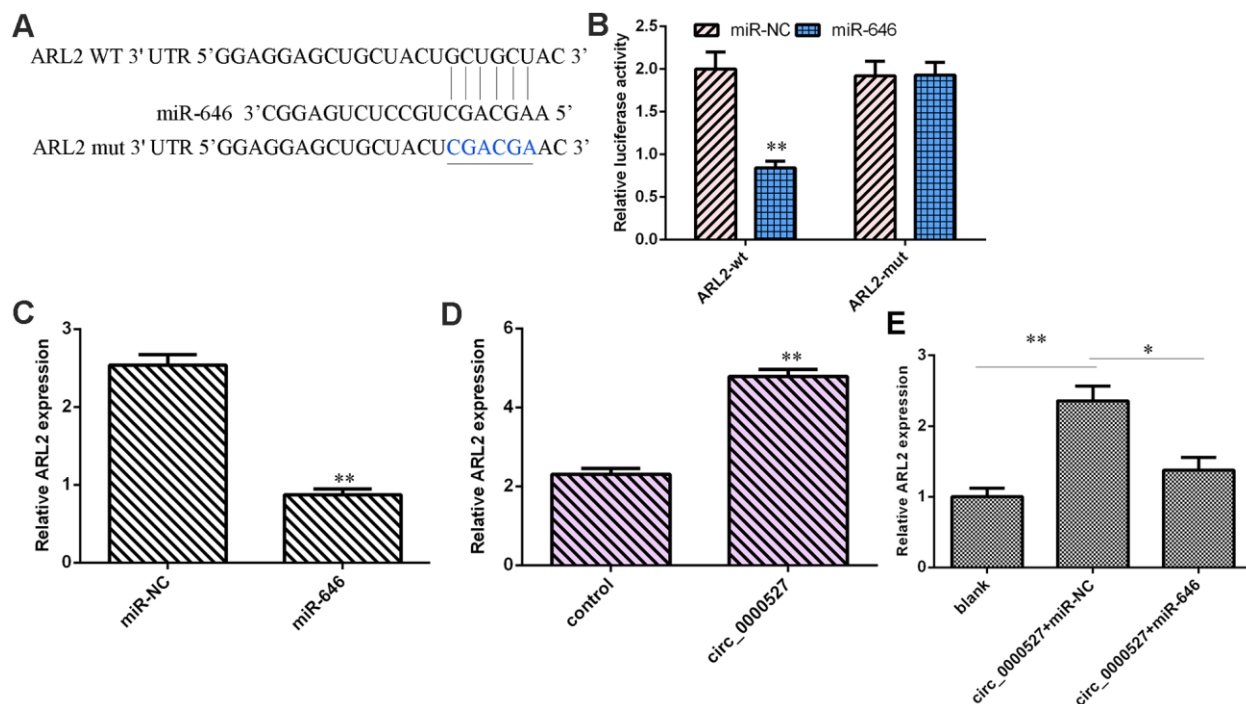 A
ARL2 WT 3' UTR 5’GGAGGAGCUGCUACUGCUGCUAC 3’
miR-646 3’CGGAGUCUCCGUCGACGAA 5’
ARL2 mut 3' UTR 5’GGAGGAGCUGCUACUCGACGAAC 3’
B
miR-NC miR-646
Relative luciferase activity
2.5
2.0
1.5
1.0
0.5
0.0
**
ARL2-wt
ARL2-mut
C
Relative ARL2 expression
3
2
1
0
**
miR-NC
miR-646
D
Relative ARL2 expression
6
4
2
0
**
control
circ_0000527
E
Relative ARL2 expression
3
2
1
0
**
*
blank
circ_0000527+miR-NC
circ_0000527+miR-646